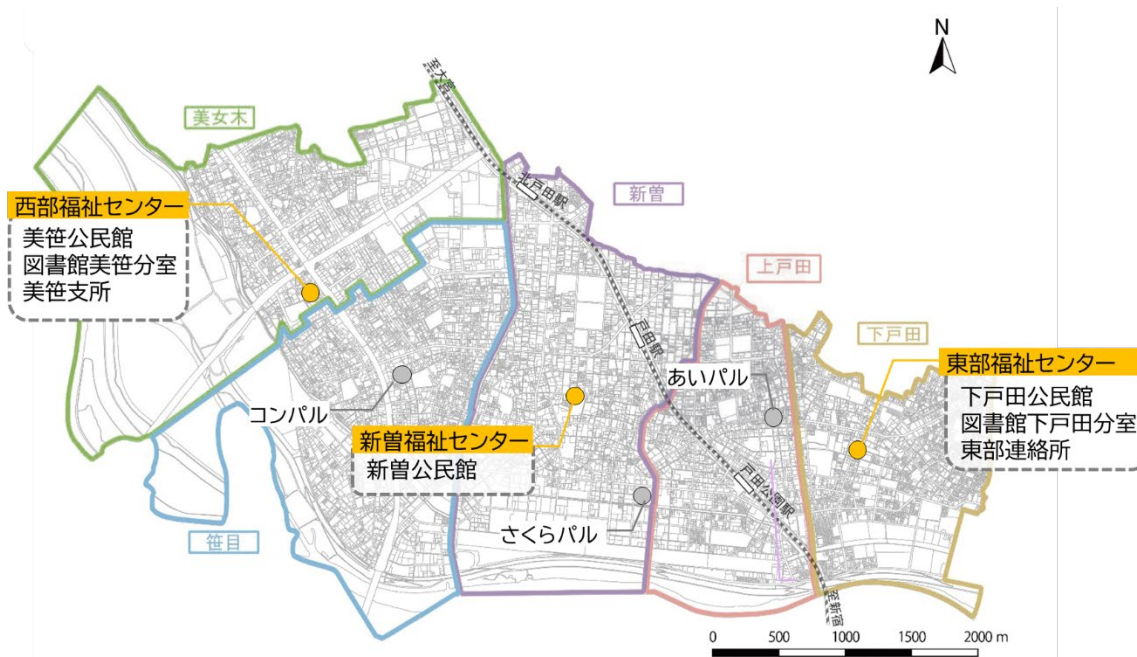 N
至大宮
美女木
北戸田駅
新曽
西部福祉センター
美笹公民館
図書館美笹分室
美笹支所
上戸田
戸田駅
下戸田
東部福祉センター
下戸田公民館
図書館下戸田分室
東部連絡所
あいパル
コンパル
新曽福祉センター
新曽公民館
戸田公園駅
さくらパル
笹目
至新宿
0 500 1000 1500 2000 m